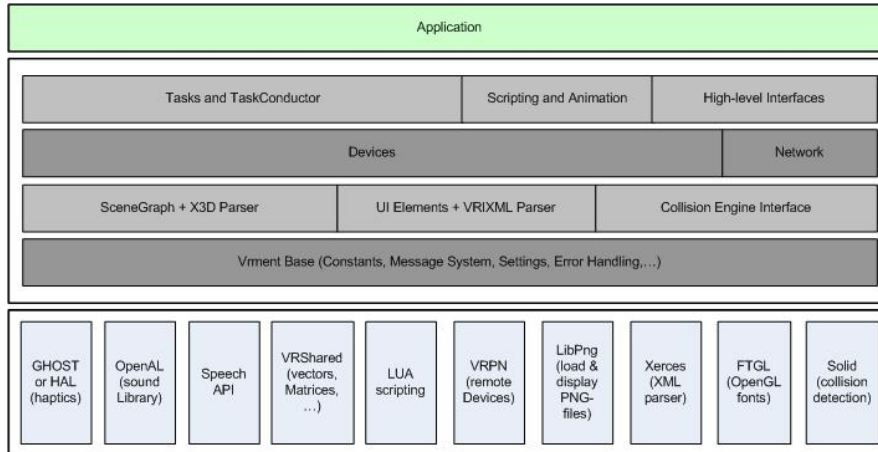 Application
Tasks and TaskConductor
Scripting and Animation
High-level Interfaces
Devices
Network
SceneGraph + X3D Parser
UI Elements + VRIXML Parser
Collision Engine Interface
Vrment Base (Constants, Message System, Settings, Error Handling,...)
GHOST
or HAL
(haptics)
OpenAL
(sound
Library)
Speech
API
VRShared
(vectors,
Matrices,
...)
LUA
scripting
VRPN
(remote
Devices)
LibPng
(load &
display
PNG-
files)
Xerces
(XML
parser)
FTGL
(OpenGL
fonts)
Solid
(collision
detection)